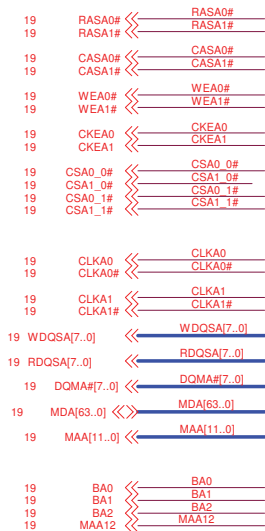 19 RASA0# RASA0#
19 RASA1# RASA1#
19 CASA0# CASA0#
19 CASA1# CASA1#
19 WEA0# WEA0#
19 WEA1# WEA1#
19 CKEA0 CKEA0
19 CKEA1 CKEA1
19 CSA0_0# CSA0_0#
19 CSA1_0# CSA1_0#
19 CSA0_1# CSA0_1#
19 CSA1_1# CSA1_1#
19 CLKA0 CLKA0
19 CLKA0# CLKA0#
19 CLKA1 CLKA1
19 CLKA1# CLKA1#
19 WDQSA[7..0] WDQSA[7..0]
19 RDQSA[7..0] RDQSA[7..0]
19 DQMA#[7..0] DQMA#[7..0]
19 MDA[63..0] MDA[63..0]
19 MAA[11..0] MAA[11..0]
19 BA0 BA0
19 BA1 BA1
19 BA2 BA2
19 MAA12 MAA12